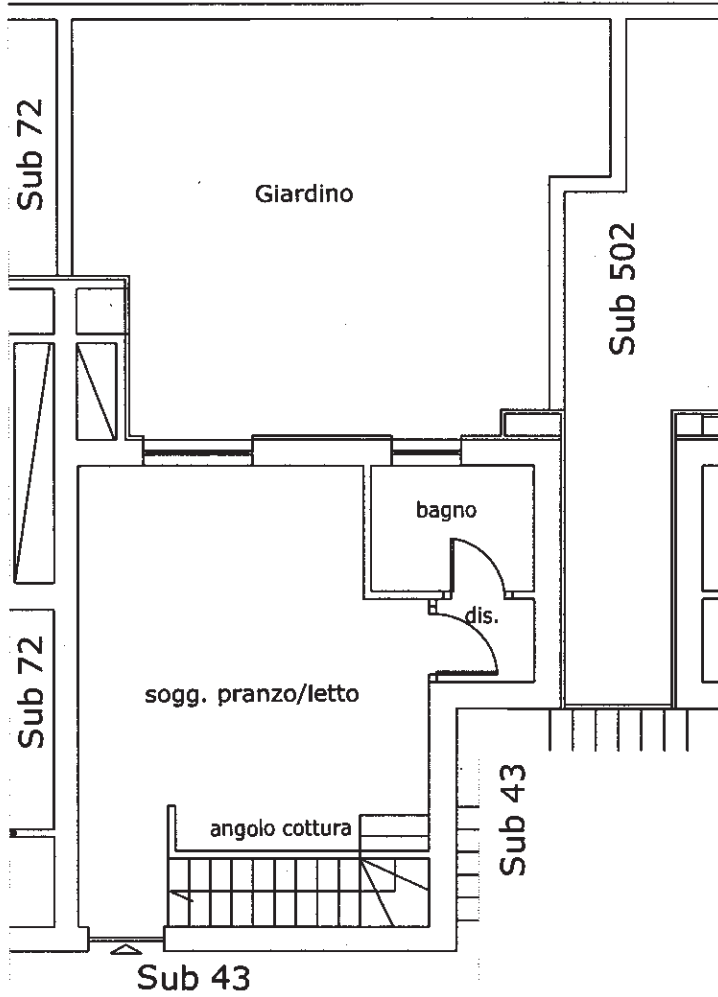 Sub 72
Giardino
Sub 502
bagno
dis.
Sub 72
sogg. pranzo/letto
Sub 43
angolo cottura
Sub 43